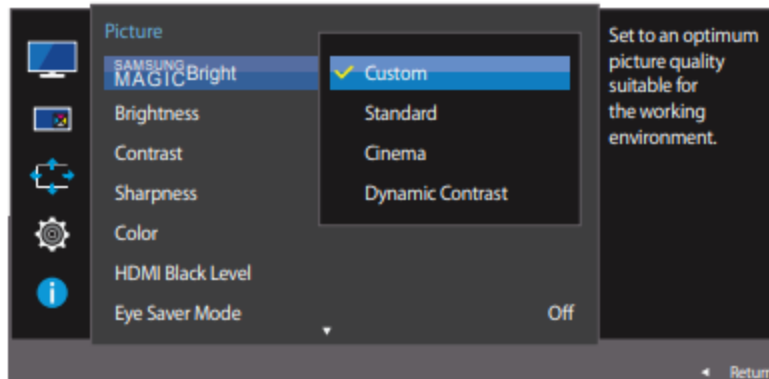 Picture
SAMSUNG
MAGIC Bright
Custom
Brightness
Standard
Contrast
Cinema
Sharpness
Dynamic Contrast
Color
HDMI Black Level
Eye Saver Mode
Off
Set to an optimum
picture quality
suitable for
the working
environment.
Return